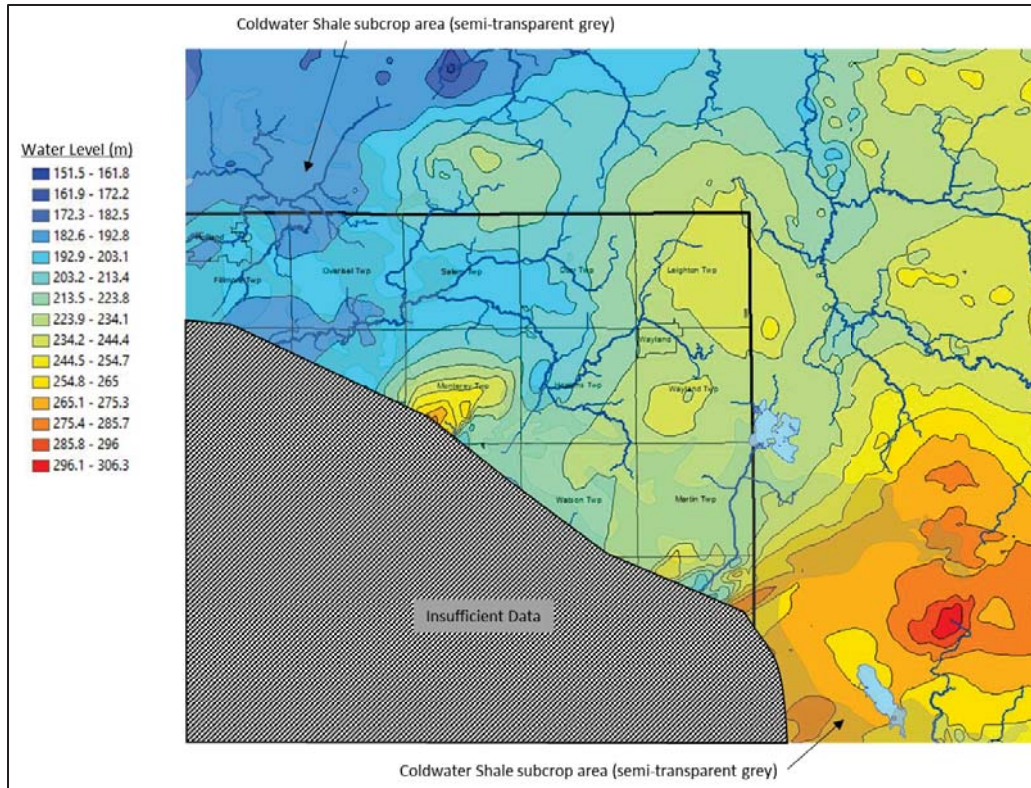 Coldwater Shale subcrop area (semi-transparent grey)
Water Level (m)
151.5 - 161.8
161.9 - 172.2
172.3 - 182.5
182.6 - 192.8
192.9 - 203.1
203.2 - 213.4
213.5 - 223.8
223.9 - 234.1
234.2 - 244.4
244.5 - 254.7
254.8 - 265
265.1 - 275.3
275.4 - 285.7
285.8 - 296
296.1 - 306.3
Fillmore Twp
Overisel Twp
Salem Twp
Leighton Twp
Wayland
Monterey Twp
Wayland Twp
Watson Twp
Martin Twp
Insufficient Data
Coldwater Shale subcrop area (semi-transparent grey)